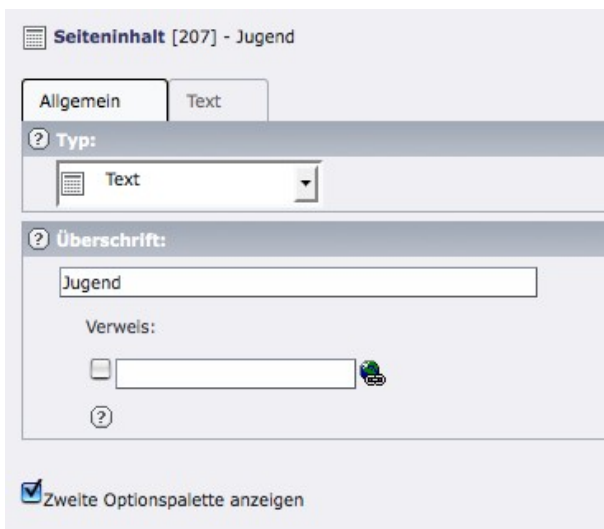 Seiteninhalt [207] - Jugend
Allgemein Text
Typ:
Text
Überschrift:
Jugend
Verweis:
Zweite Optionspalette anzeigen